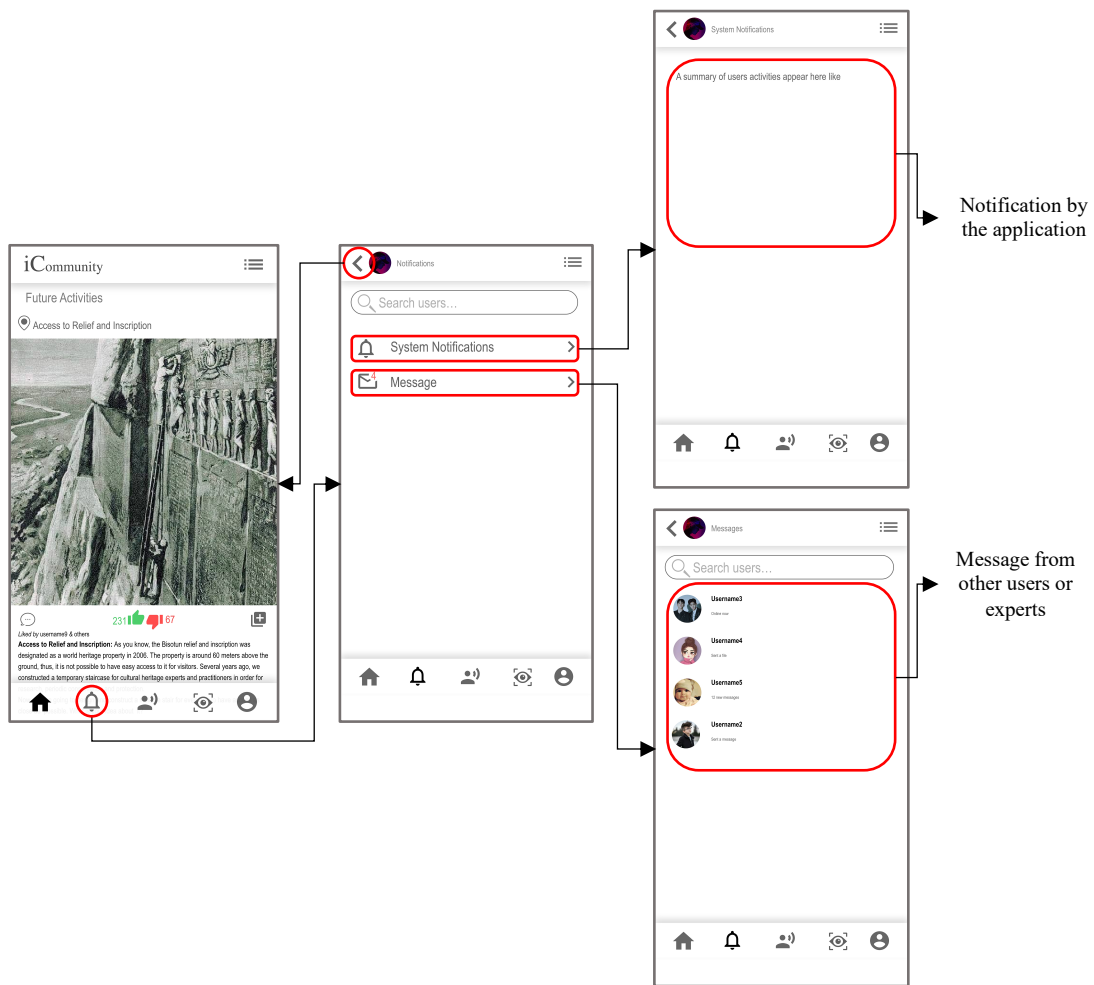 iCommunity
Future Activities
Access to Relief and Inscription
231
67
Liked by username9 & others
Access to Relief and Inscription: As you know, the Bisotun relief and inscription was
designated as a world heritage property in 2006. The property is around 60 meters above the
ground, thus, it is not possible to have easy access to it for visitors. Several years ago, we
constructed a temporary staircase for cultural heritage experts and practitioners in order for
Notifications
Search users…
System Notifications
4
Message
System Notifications
A summary of users activities appear here like
Notification by
the application
Messages
Search users…
Username3
Online now
Username4
Sent a file
Username5
12 new messages
Username2
Sent a message
Message from
other users or
experts